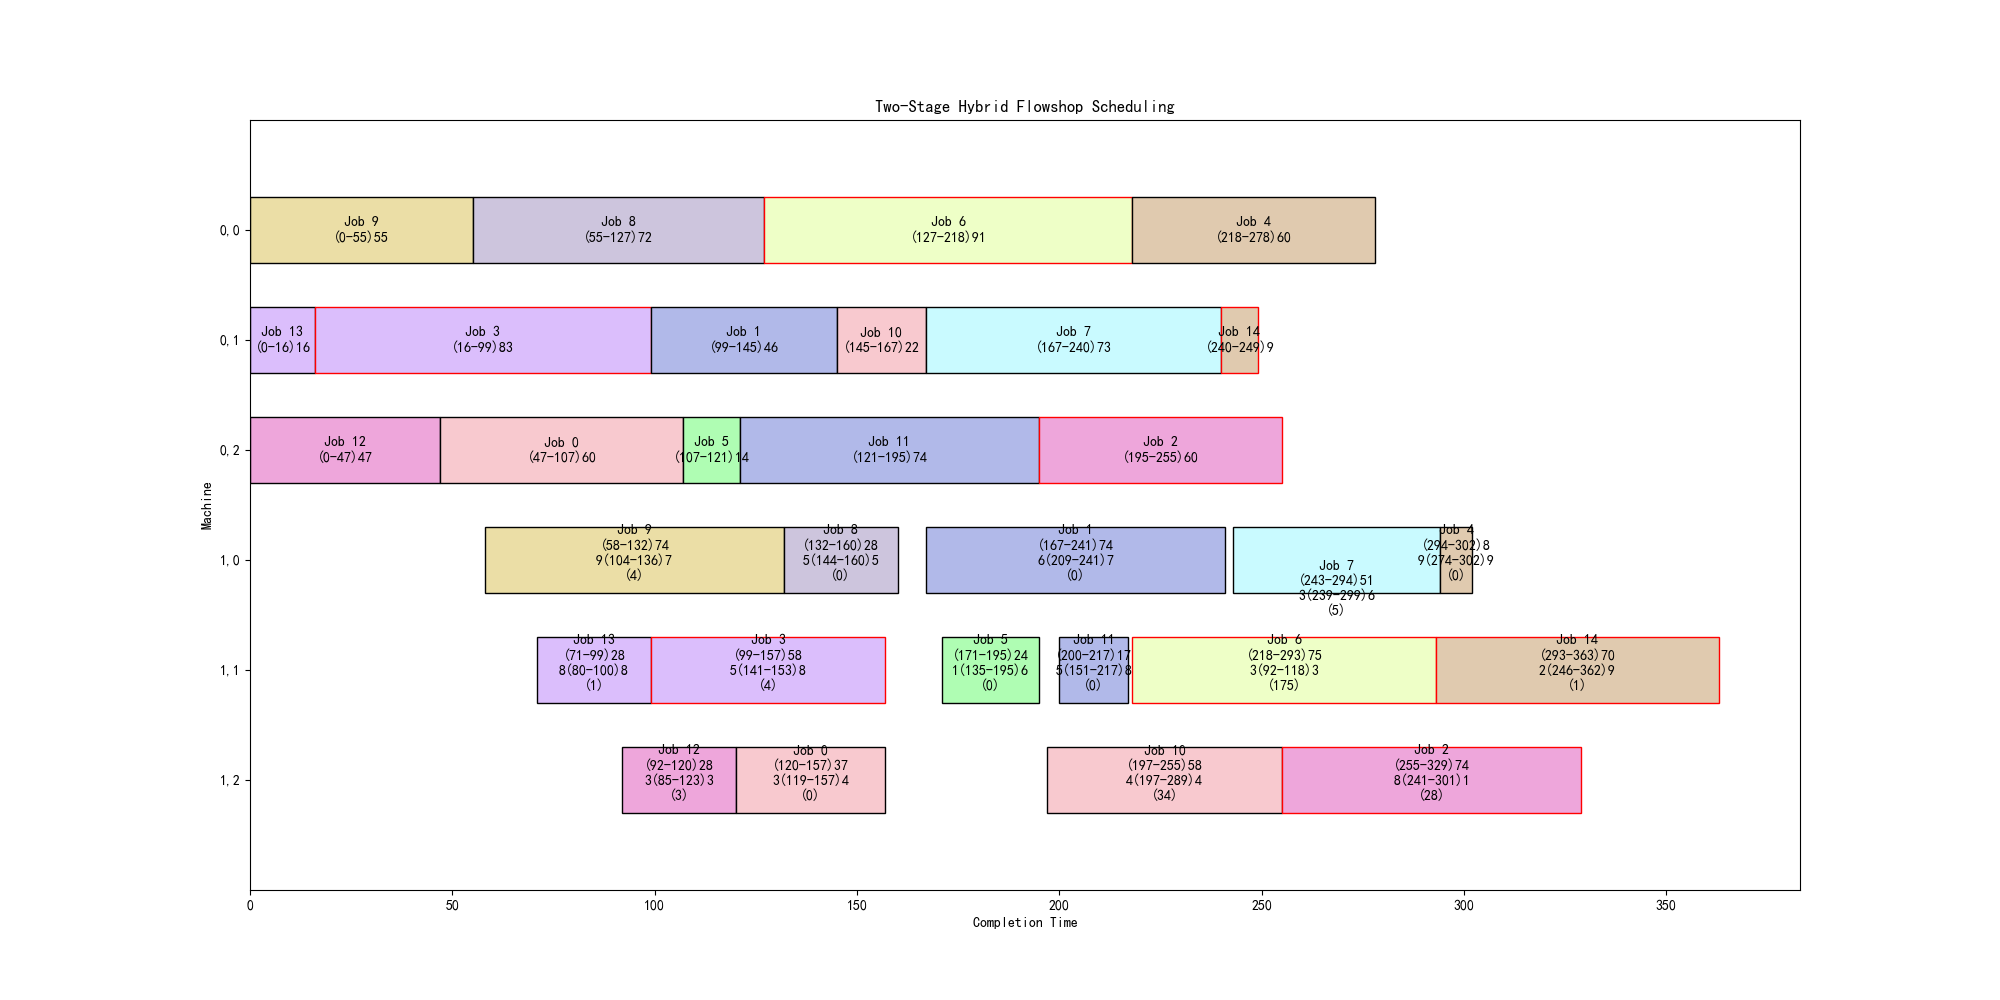 Two-Stage Hybrid Flowshop Scheduling
0,0
Job 9
(0-55)55
Job 8
(55-127)72
Job 6
(127-218)91
Job 4
(218-278)60
0,1
Job 13
(0-16)16
Job 3
(16-99)83
Job 1
(99-145)46
Job 10
(145-167)22
Job 7
(167-240)73
Job 14
(240-249)9
0,2
Job 12
(0-47)47
Job 0
(47-107)60
Job 5
(107-121)14
Job 11
(121-195)74
Job 2
(195-255)60
Machine
1,0
Job 9
(58-132)74
9(104-136)7
(4)
Job 8
(132-160)28
5(144-160)5
(0)
Job 1
(167-241)74
6(209-241)7
(0)
Job 7
(243-294)51
3(239-299)6
(5)
Job 4
(294-302)8
9(274-302)9
(0)
1,1
Job 13
(71-99)28
8(80-100)8
(1)
Job 3
(99-157)58
5(141-153)8
(4)
Job 5
(171-195)24
1(135-195)6
(0)
Job 11
(200-217)17
5(151-217)8
(0)
Job 6
(218-293)75
3(92-118)3
(175)
Job 14
(293-363)70
2(246-362)9
(1)
1,2
Job 12
(92-120)28
3(85-123)3
(3)
Job 0
(120-157)37
3(119-157)4
(0)
Job 10
(197-255)58
4(197-289)4
(34)
Job 2
(255-329)74
8(241-301)1
(28)
0
50
100
150
200
250
300
350
Completion Time